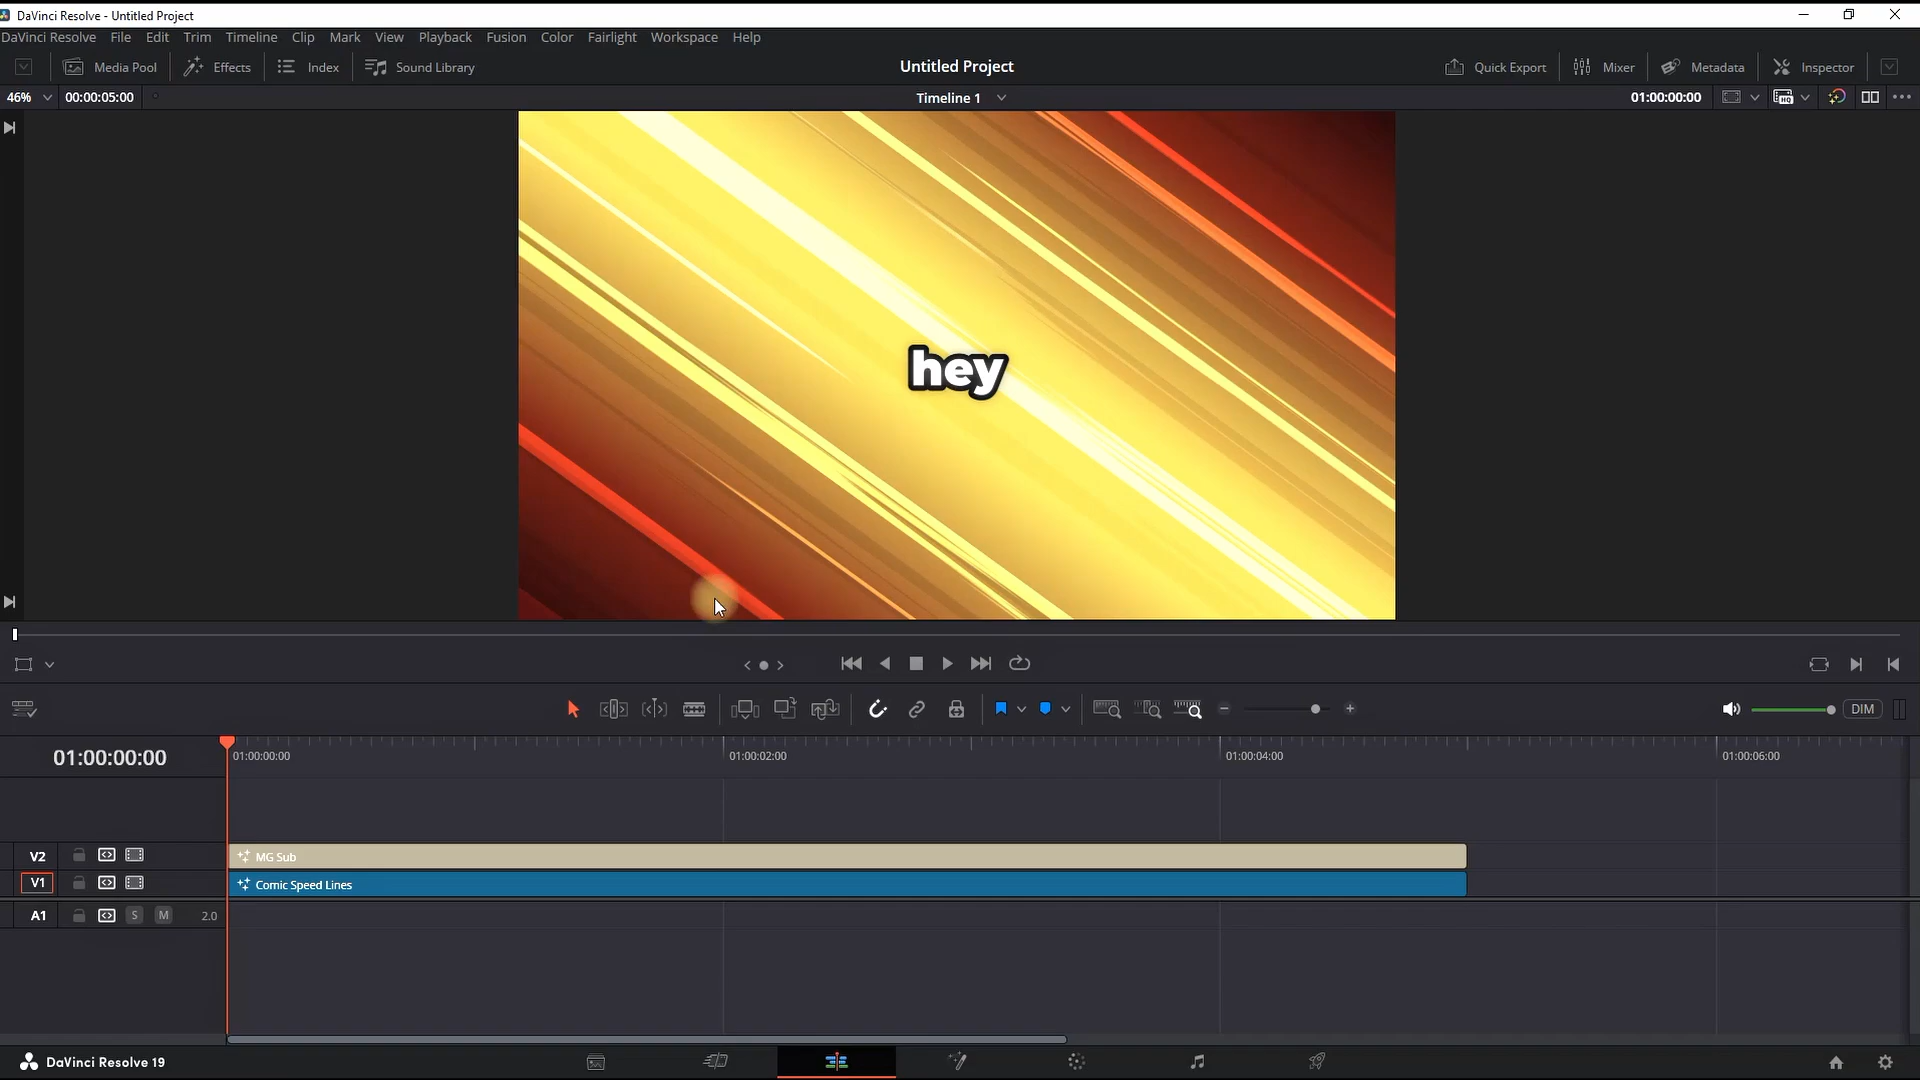 DaVinci Resolve - Untitled Project
DaVinci Resolve File Edit Trim Timeline Clip Mark View Playback Fusion Color Fairlight Workspace Help
Media Pool Effects Index Sound Library Untitled Project Quick Export Mixer Metadata Inspector
46% 00:00:05:00 Timeline 1 01:00:00:00 HQ
hey
DIM
01:00:00:00 01:00:00:00 01:00:02:00 01:00:04:00 01:00:06:00
V2 MG Sub
V1 Comic Speed Lines
A1 S M 2.0
DaVinci Resolve 19